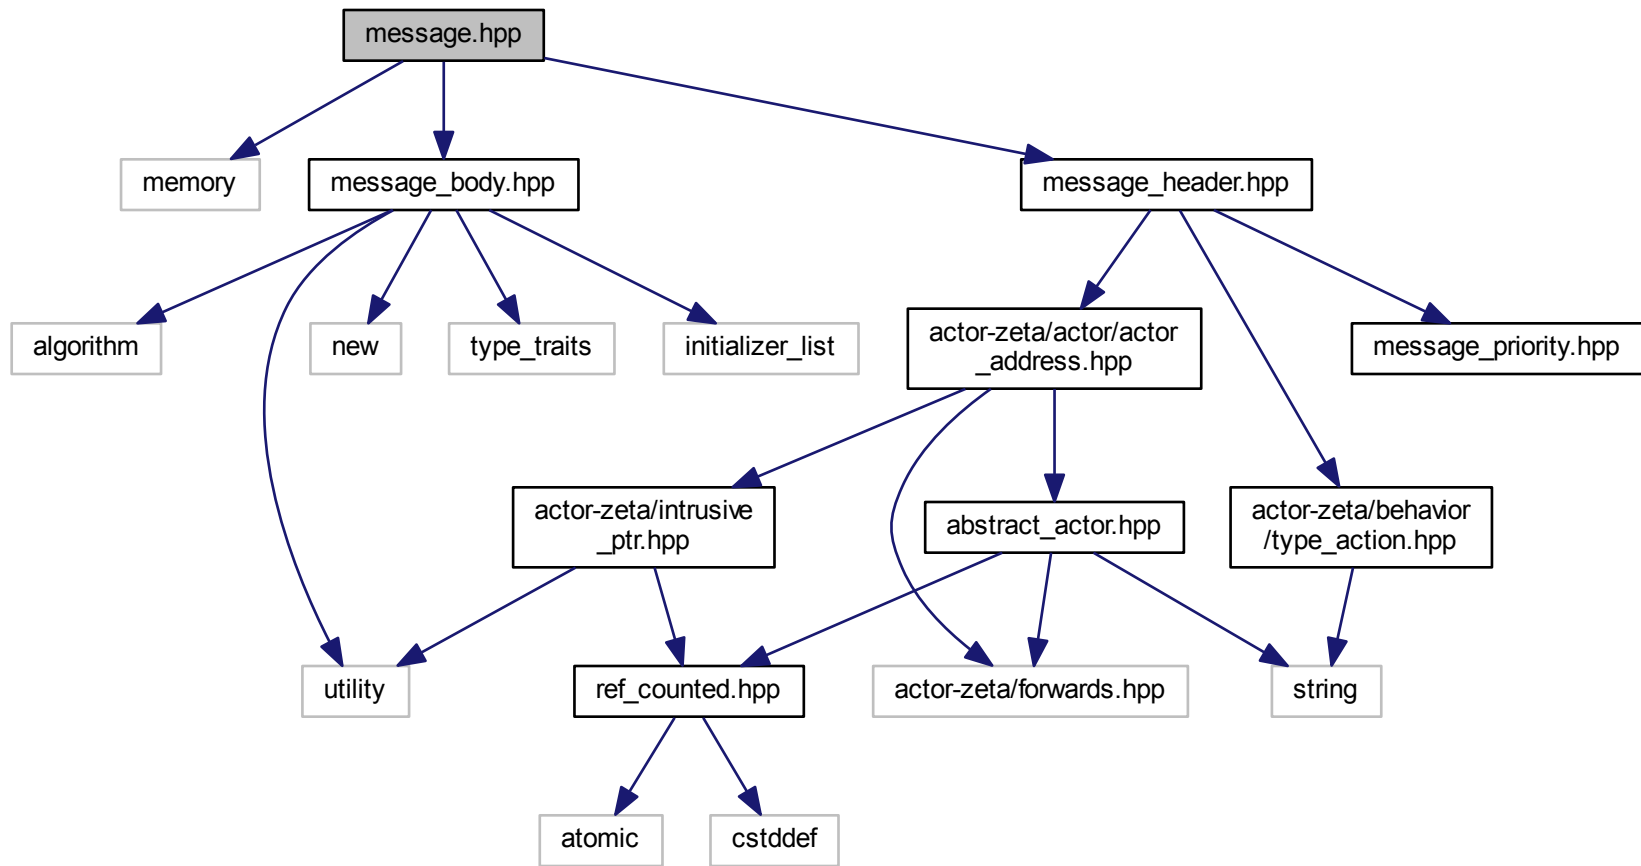 message.hpp
memory
message_body.hpp
message_header.hpp
algorithm
new
type_traits
initializer_list
actor-zeta/actor/actor
_address.hpp
message_priority.hpp
actor-zeta/intrusive
_ptr.hpp
abstract_actor.hpp
actor-zeta/behavior
/type_action.hpp
utility
ref_counted.hpp
actor-zeta/forwards.hpp
string
atomic
cstddef